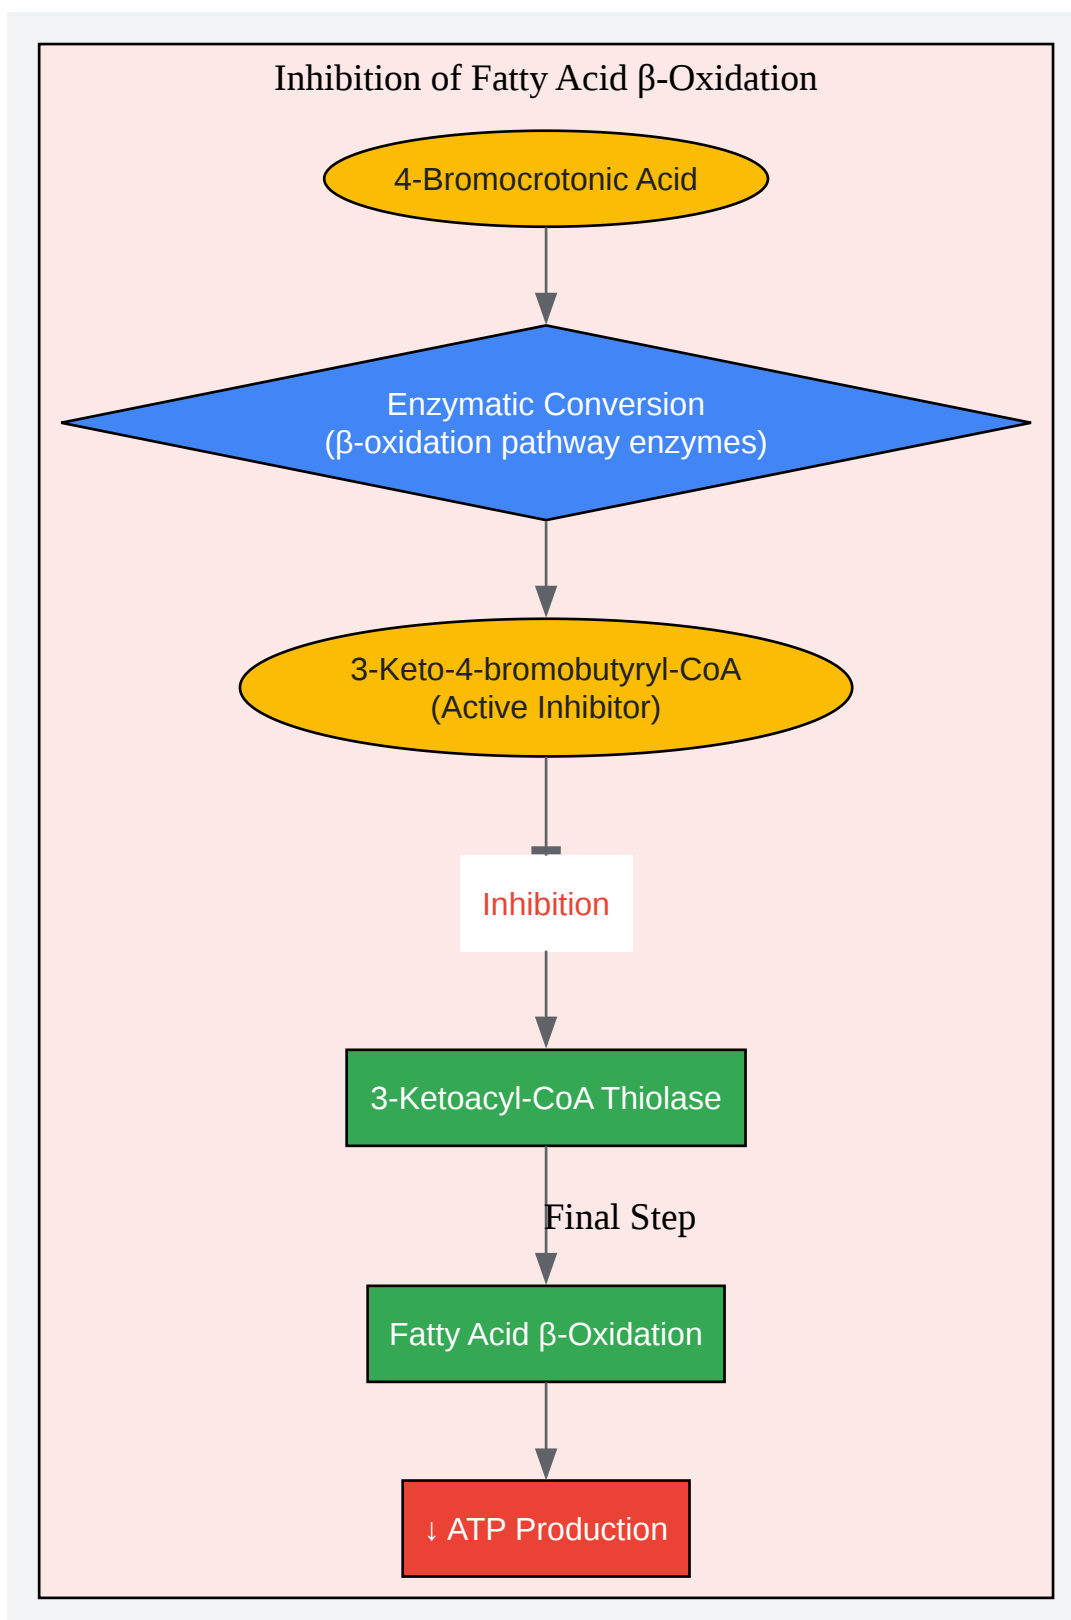 Inhibition of Fatty Acid β-Oxidation
4-Bromocrotonic Acid
Enzymatic Conversion
(β-oxidation pathway enzymes)
3-Keto-4-bromobutyryl-CoA
(Active Inhibitor)
Inhibition
3-Ketoacyl-CoA Thiolase
Final Step
Fatty Acid β-Oxidation
↓ ATP Production